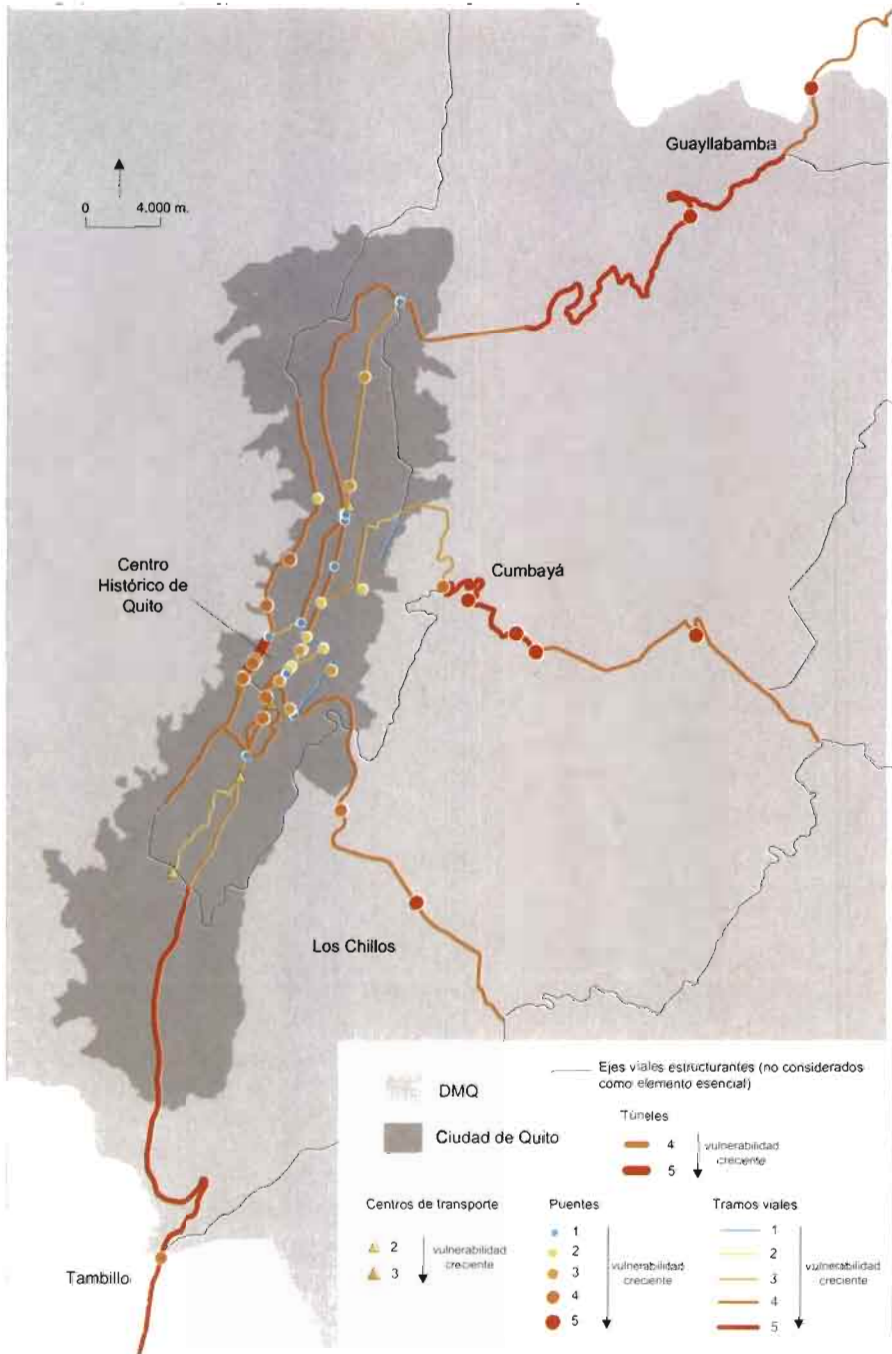 Guayllabamba
0 4.000 m.
Centro
Histórico de
Quito
Cumbayá
Los Chillos
Tambillo
DMQ
Ciudad de Quito
Ejes viales estructurantes (no considerados
como elemento esencial)
Túneles
4
5
vulnerabilidad
creciente
Centros de transporte
2
3
vulnerabilidad
creciente
Puentes
1
2
3
4
5
vulnerabilidad
creciente
Tramos viales
1
2
3
4
5
vulnerabilidad
creciente